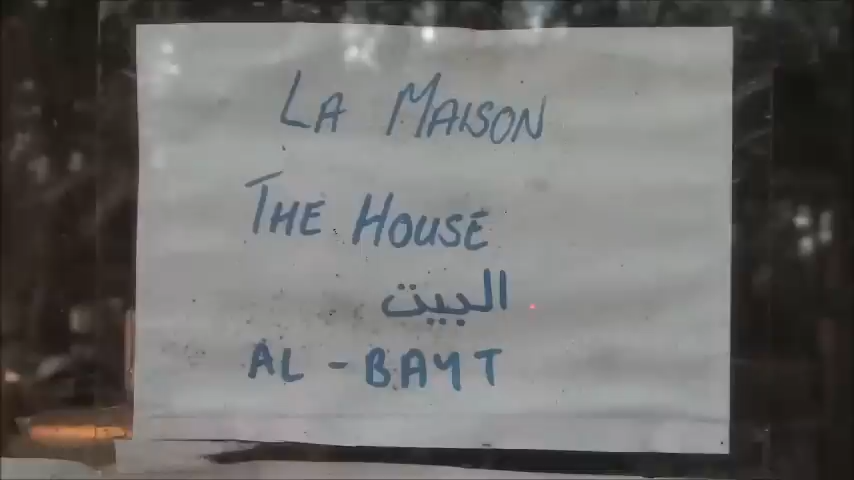 LA MAISON
THE HOUSE
البيت
AL-BAYT